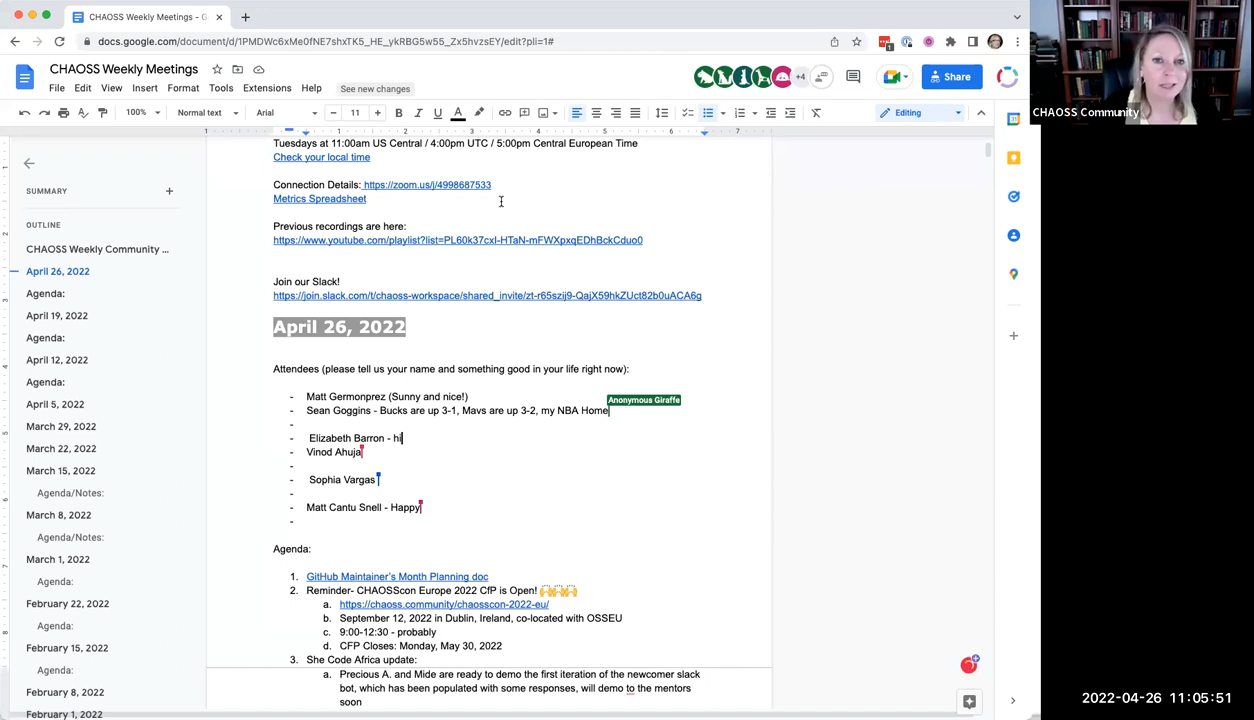 CHAOSS Weekly Meetings - G
docs.google.com/document/d/1PMDWc6xMe0fNE7shxTK5_HE_ykRBG5w55_Zx5hvzsEY/edit?pli=1#
CHAOSS Weekly Meetings
File Edit View Insert Format Tools Extensions Help See new changes
+4
Share
100% Normal text Arial 11 Editing
CHAOSS Community
SUMMARY
OUTLINE
CHAOSS Weekly Community ...
April 26, 2022
Agenda:
April 19, 2022
Agenda:
April 12, 2022
Agenda:
April 5, 2022
March 29, 2022
March 22, 2022
March 15, 2022
Agenda/Notes:
March 8, 2022
Agenda/Notes:
March 1, 2022
Agenda:
February 22, 2022
Agenda:
February 15, 2022
Agenda:
February 8, 2022
February 1, 2022
Tuesdays at 11:00am US Central / 4:00pm UTC / 5:00pm Central European Time
Check your local time
Connection Details: https://zoom.us/j/4998687533
Metrics Spreadsheet
Previous recordings are here:
https://www.youtube.com/playlist?list=PL60k37cxI-HTaN-mFWXpxqEDhBckCduo0
Join our Slack!
https://join.slack.com/t/chaoss-workspace/shared_invite/zt-r65szij9-QajX59hkZUct82b0uACA6g
April 26, 2022
Attendees (please tell us your name and something good in your life right now):
- Matt Germonprez (Sunny and nice!)
Anonymous Giraffe
- Sean Goggins - Bucks are up 3-1, Mavs are up 3-2, my NBA Home
-
- Elizabeth Barron - hi
- Vinod Ahuja
-
- Sophia Vargas
-
- Matt Cantu Snell - Happy
-
Agenda:
1. GitHub Maintainer's Month Planning doc
2. Reminder- CHAOSScon Europe 2022 CfP is Open! 🙌🙌🙌
a. https://chaoss.community/chaosscon-2022-eu/
b. September 12, 2022 in Dublin, Ireland, co-located with OSSEU
c. 9:00-12:30 - probably
d. CFP Closes: Monday, May 30, 2022
3. She Code Africa update:
a. Precious A. and Mide are ready to demo the first iteration of the newcomer slack
bot, which has been populated with some responses, will demo to the mentors
soon
2022-04-26 11:05:51